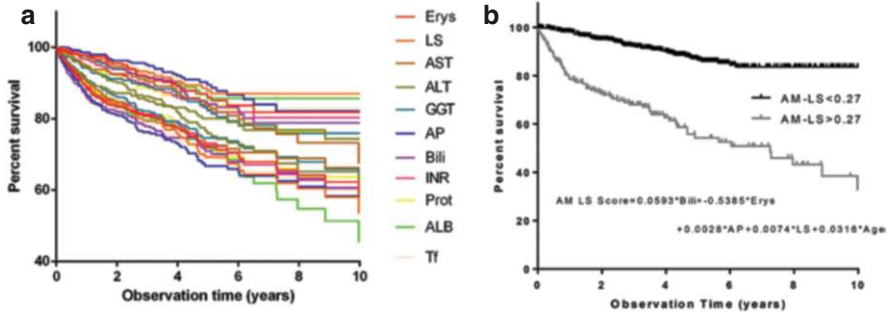 a
100
80
60
40
Percent survival
0
2
4
6
8
10
Observation time (years)
Erys
LS
AST
ALT
GGT
AP
Bili
INR
Prot
ALB
Tf
b
100
80
60
40
20
0
Percent survival
AM-LS<0.27
AM-LS>0.27
AM LS Score=0.0593*Bili+-0.5385*Erys
+0.0028*AP+0.0074*LS+0.0316*Age
0
2
4
6
8
10
Observation Time (years)